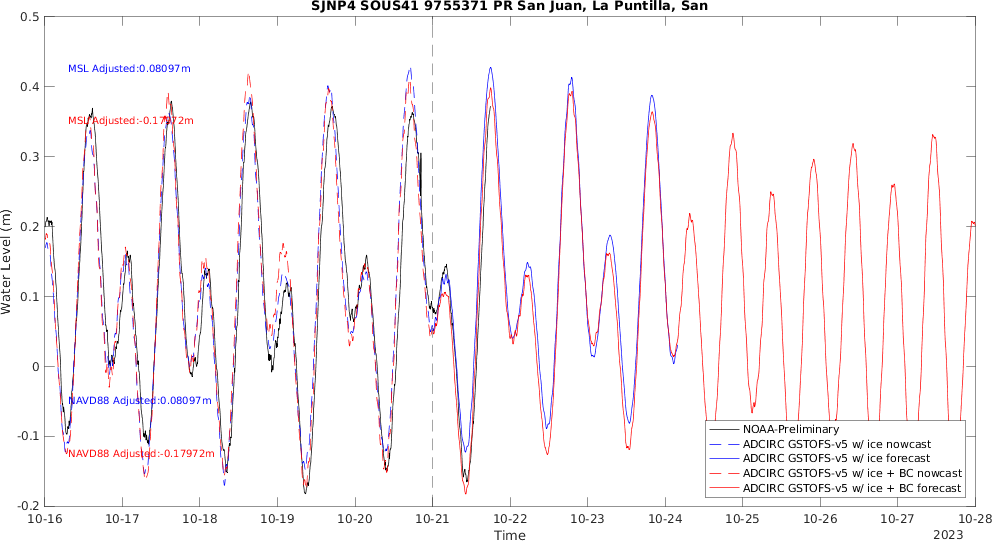 SJNP4 SOUS41 9755371 PR San Juan, La Puntilla, San
0.5
0.4
0.3
0.2
0.1
0
-0.1
-0.2
Water Level (m)
MSL Adjusted:0.08097m
MSL Adjusted:-0.17972m
NAVD88 Adjusted:0.08097m
NAVD88 Adjusted:-0.17972m
NOAA-Preliminary
ADCIRC GSTOFS-v5 w/ ice nowcast
ADCIRC GSTOFS-v5 w/ ice forecast
ADCIRC GSTOFS-v5 w/ ice + BC nowcast
ADCIRC GSTOFS-v5 w/ ice + BC forecast
10-16 10-17 10-18 10-19 10-20 10-21 10-22 10-23 10-24 10-25 10-26 10-27 10-28
Time
2023